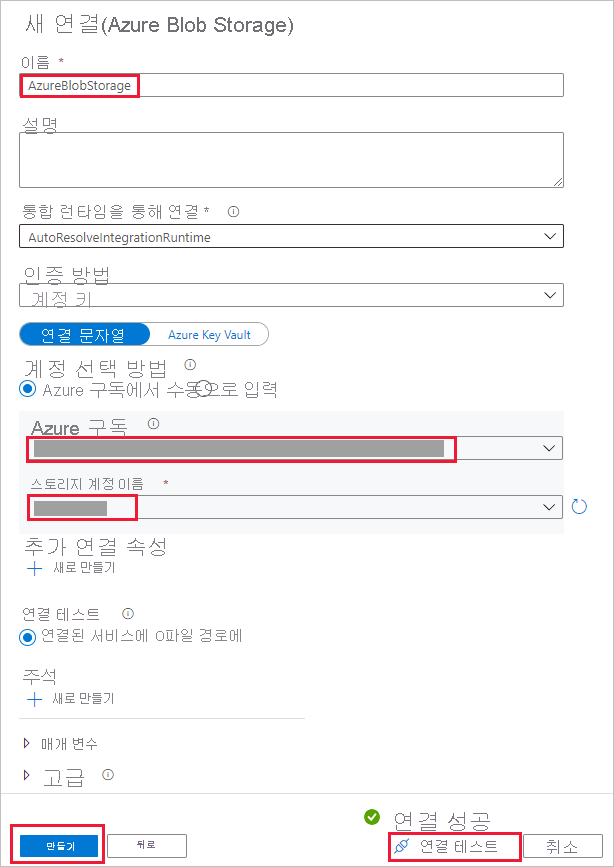 새 연결(Azure Blob Storage)
이름 *
AzureBlobStorage
설명
통합 런타임을 통해 연결 *
AutoResolveIntegrationRuntime
인증 방법
계정 키
연결 문자열 Azure Key Vault
계정 선택 방법
Azure 구독에서 수동으로 입력
Azure 구독
스토리지 계정 이름 *
추가 연결 속성
새로 만들기
연결 테스트
연결된 서비스에 O파일 경로에
주석
새로 만들기
매개 변수
고급
연결 성공
만들기 뒤로 연결 테스트 취소